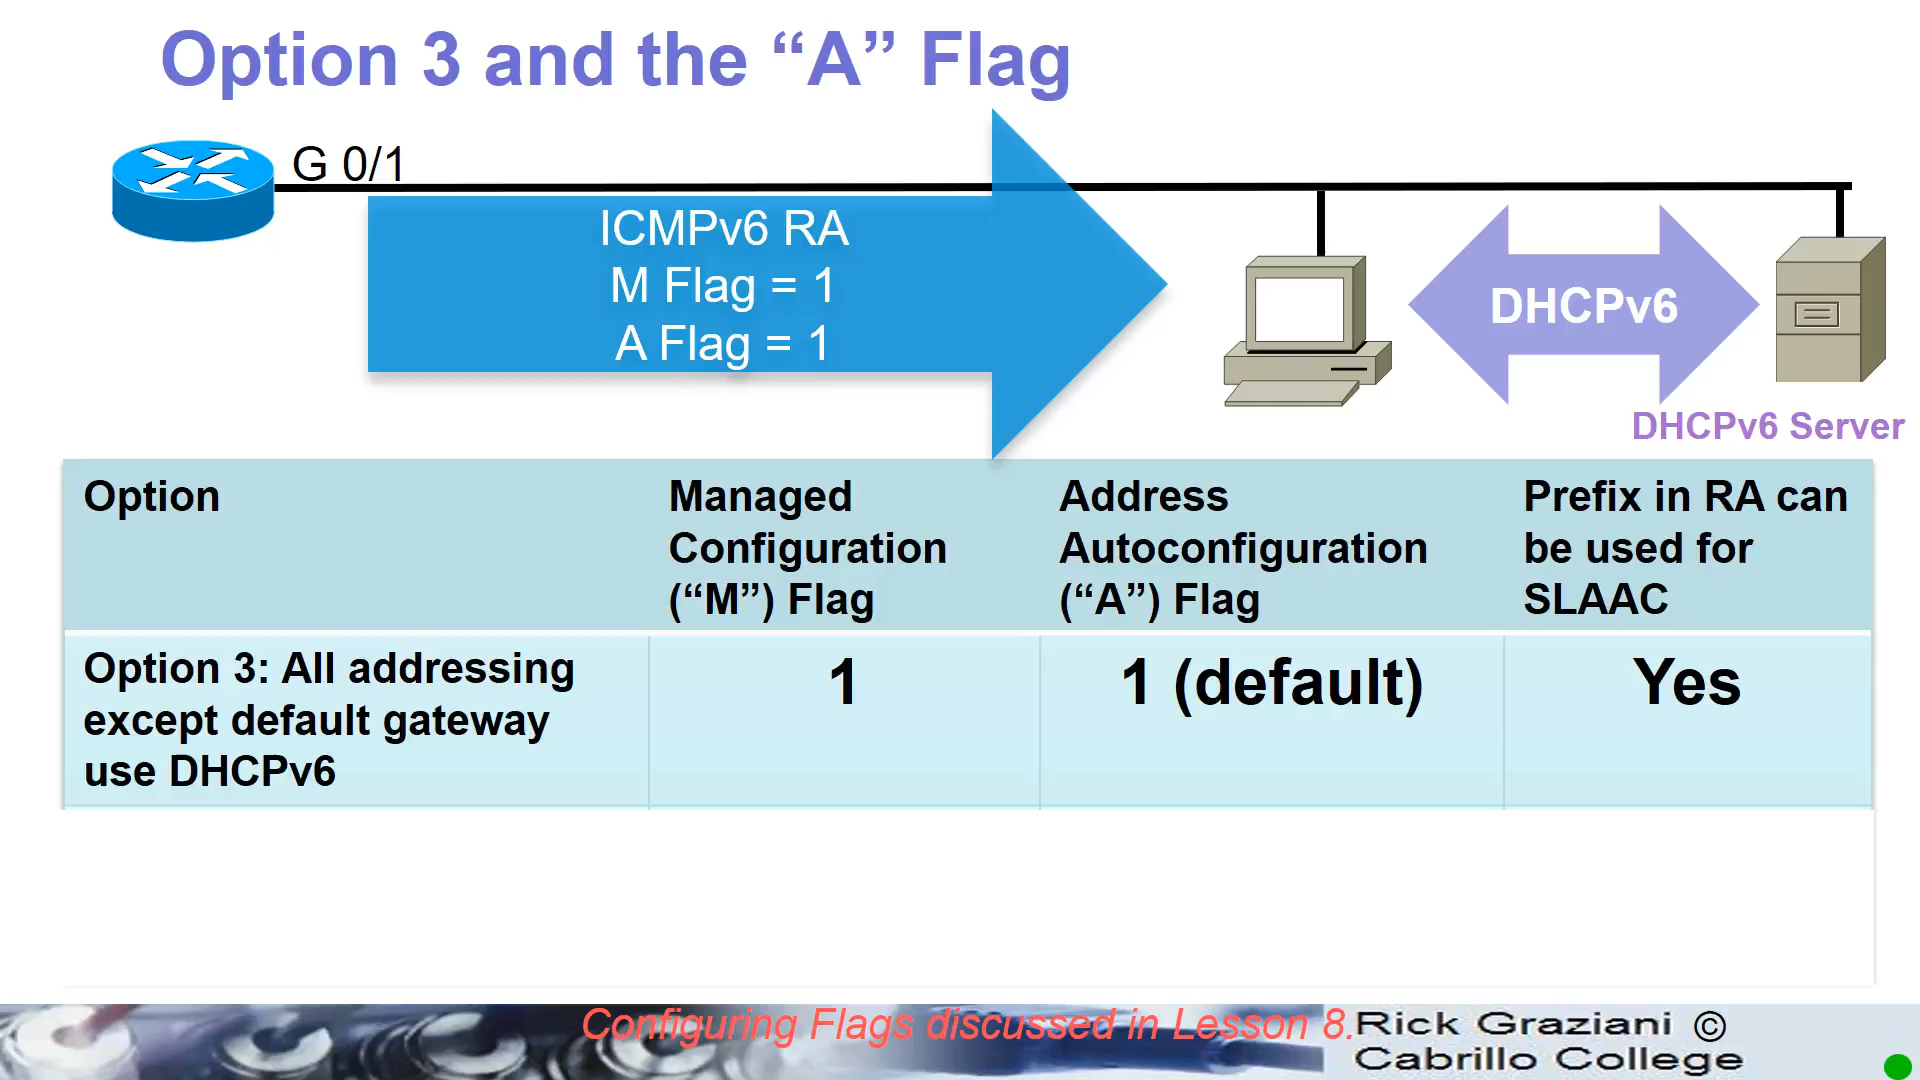 Option 3 and the “A” Flag
G 0/1
ICMPv6 RA
M Flag = 1
A Flag = 1
DHCPv6
DHCPv6 Server
Option
Managed
Configuration
(“M”) Flag
Address
Autoconfiguration
(“A”) Flag
Prefix in RA can
be used for
SLAAC
Option 3: All addressing
except default gateway
use DHCPv6
1
1 (default)
Yes
Configuring Flags discussed in Lesson 8.
Rick Graziani ©
Cabrillo College